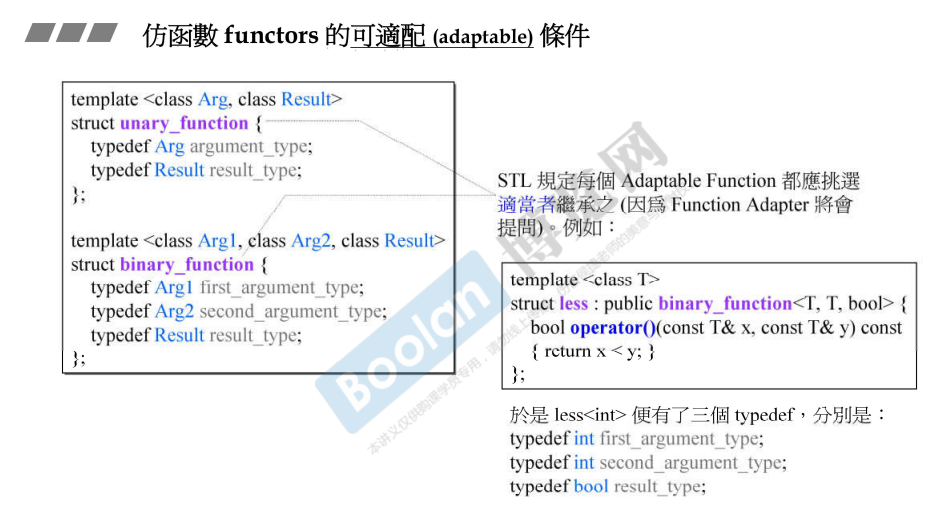 仿函數 functors 的可適配 (adaptable) 條件
template <class Arg, class Result>
struct unary_function {
typedef Arg argument_type;
typedef Result result_type;
};
template <class Arg1, class Arg2, class Result>
struct binary_function {
typedef Arg1 first_argument_type;
typedef Arg2 second_argument_type;
typedef Result result_type;
};
STL 規定每個 Adaptable Function 都應挑選
適當者繼承之 (因為 Function Adapter 將會
提問)。例如：
template <class T>
struct less : public binary_function<T, T, bool> {
bool operator()(const T& x, const T& y) const
{ return x < y; }
};
於是 less<int> 便有了三個 typedef，分別是：
typedef int first_argument_type;
typedef int second_argument_type;
typedef bool result_type;
Boolan 博览网
本讲义仅供购课学员专用，